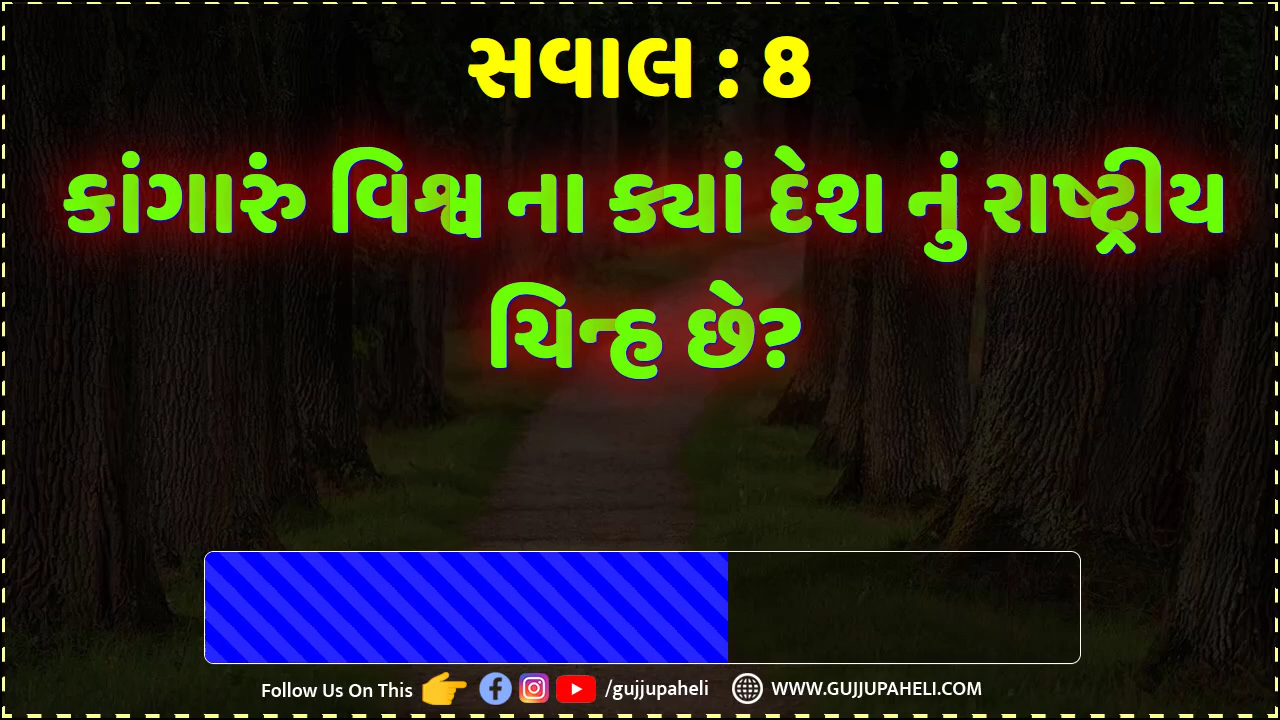 સવાલ : 8
કાંગારું વિશ્વ ના ક્યાં દેશ નું રાષ્ટ્રીય
ચિન્હ છે?
Follow Us On This /gujjupaheli WWW.GUJJUPAHELI.COM